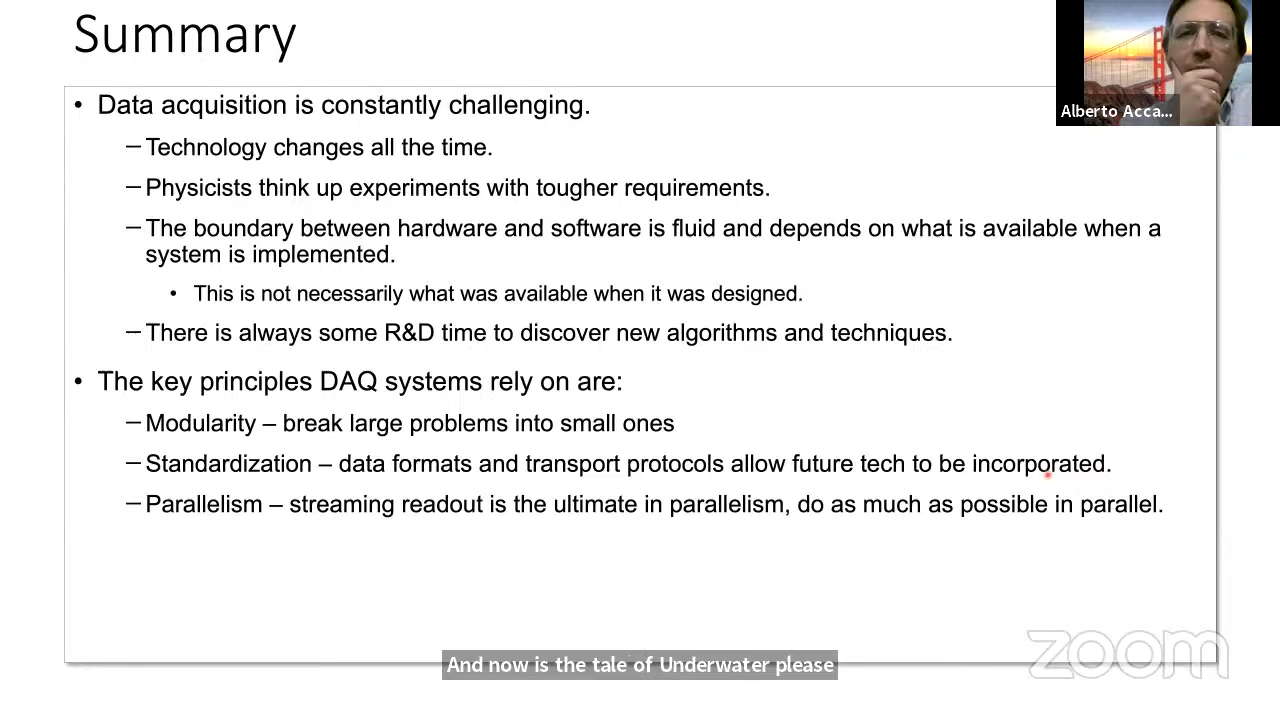 Summary
Alberto Acca...
• Data acquisition is constantly challenging.
– Technology changes all the time.
– Physicists think up experiments with tougher requirements.
– The boundary between hardware and software is fluid and depends on what is available when a
system is implemented.
• This is not necessarily what was available when it was designed.
– There is always some R&D time to discover new algorithms and techniques.
• The key principles DAQ systems rely on are:
– Modularity – break large problems into small ones
– Standardization – data formats and transport protocols allow future tech to be incorporated.
– Parallelism – streaming readout is the ultimate in parallelism, do as much as possible in parallel.
zoom
And now is the tale of Underwater please